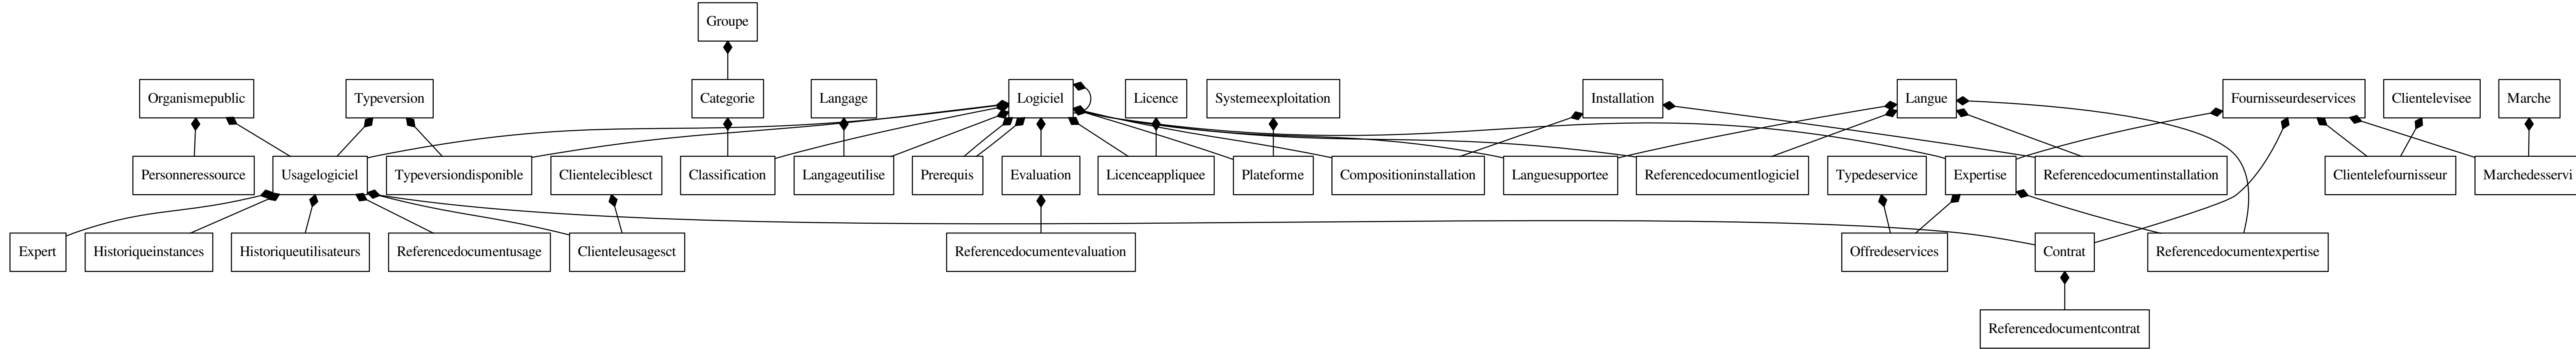 Groupe
Organismepublic
Typeversion
Categorie
Langage
Logiciel
Licence
Systemeexploitation
Installation
Langue
Fournisseurdeservices
Clientelevisee
Marche
Personneressource
Usagelogiciel
Typeversiondisponible
Clienteleciblesct
Classification
Langageutilise
Prerequis
Evaluation
Licenceappliquee
Plateforme
Compositioninstallation
Languesupportee
Referencedocumentlogiciel
Typedeservice
Expertise
Referencedocumentinstallation
Clientelefournisseur
Marchedesservi
Expert
Historiqueinstances
Historiqueutilisateurs
Referencedocumentusage
Clienteleusagesct
Referencedocumentevaluation
Offredeservices
Contrat
Referencedocumentexpertise
Referencedocumentcontrat